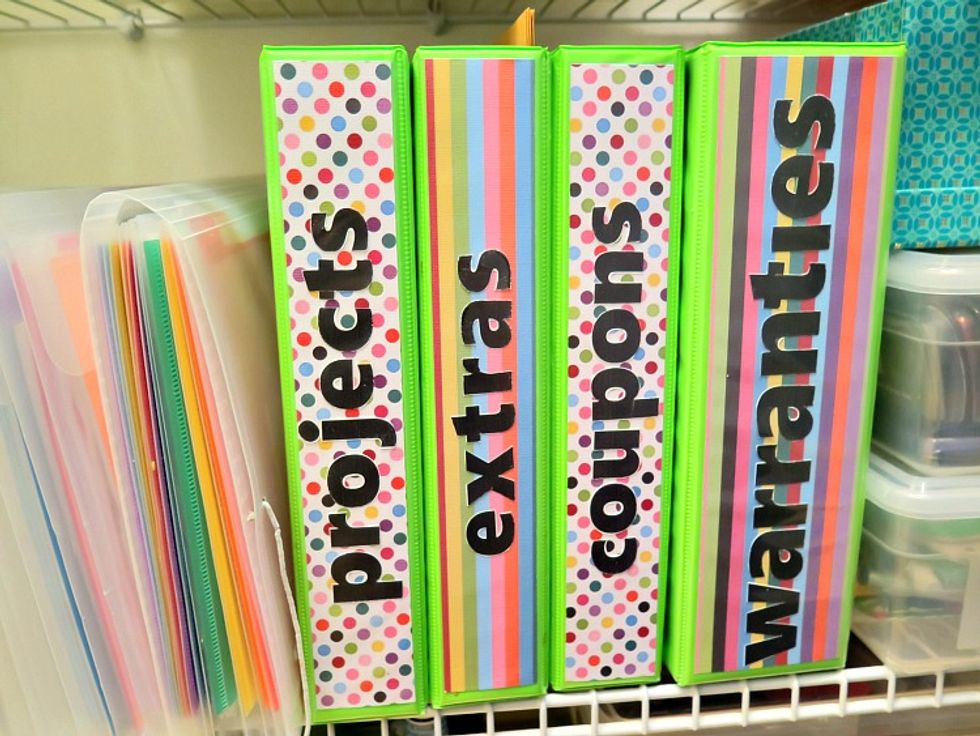 projects
extras
coupons
warranties